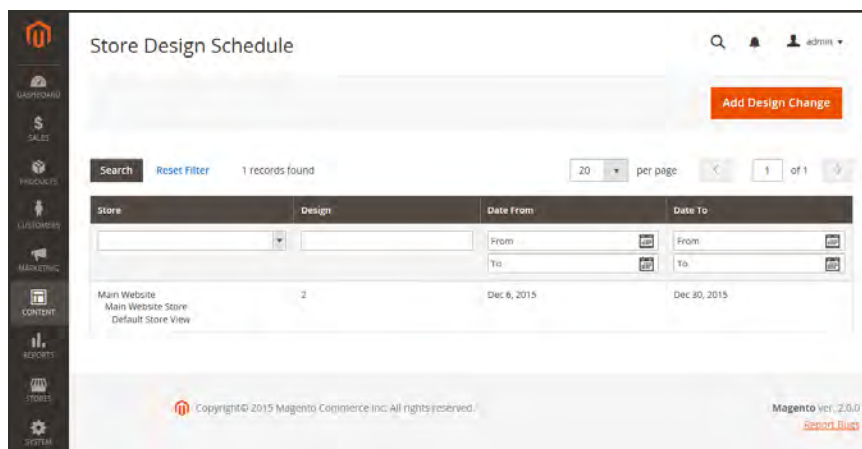 Store Design Schedule
admin
DASHBOARD
SALES
PRODUCTS
CUSTOMERS
MARKETING
CONTENT
REPORTS
STORES
SYSTEM
Add Design Change
Search Reset Filter 1 records found 20 per page 1 of 1
Store Design Date From Date To
From From
To To
Main Website 2 Dec 6, 2015 Dec 30, 2015
Main Website Store
Default Store View
Copyright© 2015 Magento Commerce Inc. All rights reserved.
Magento ver. 2.0.0
Report Bugs